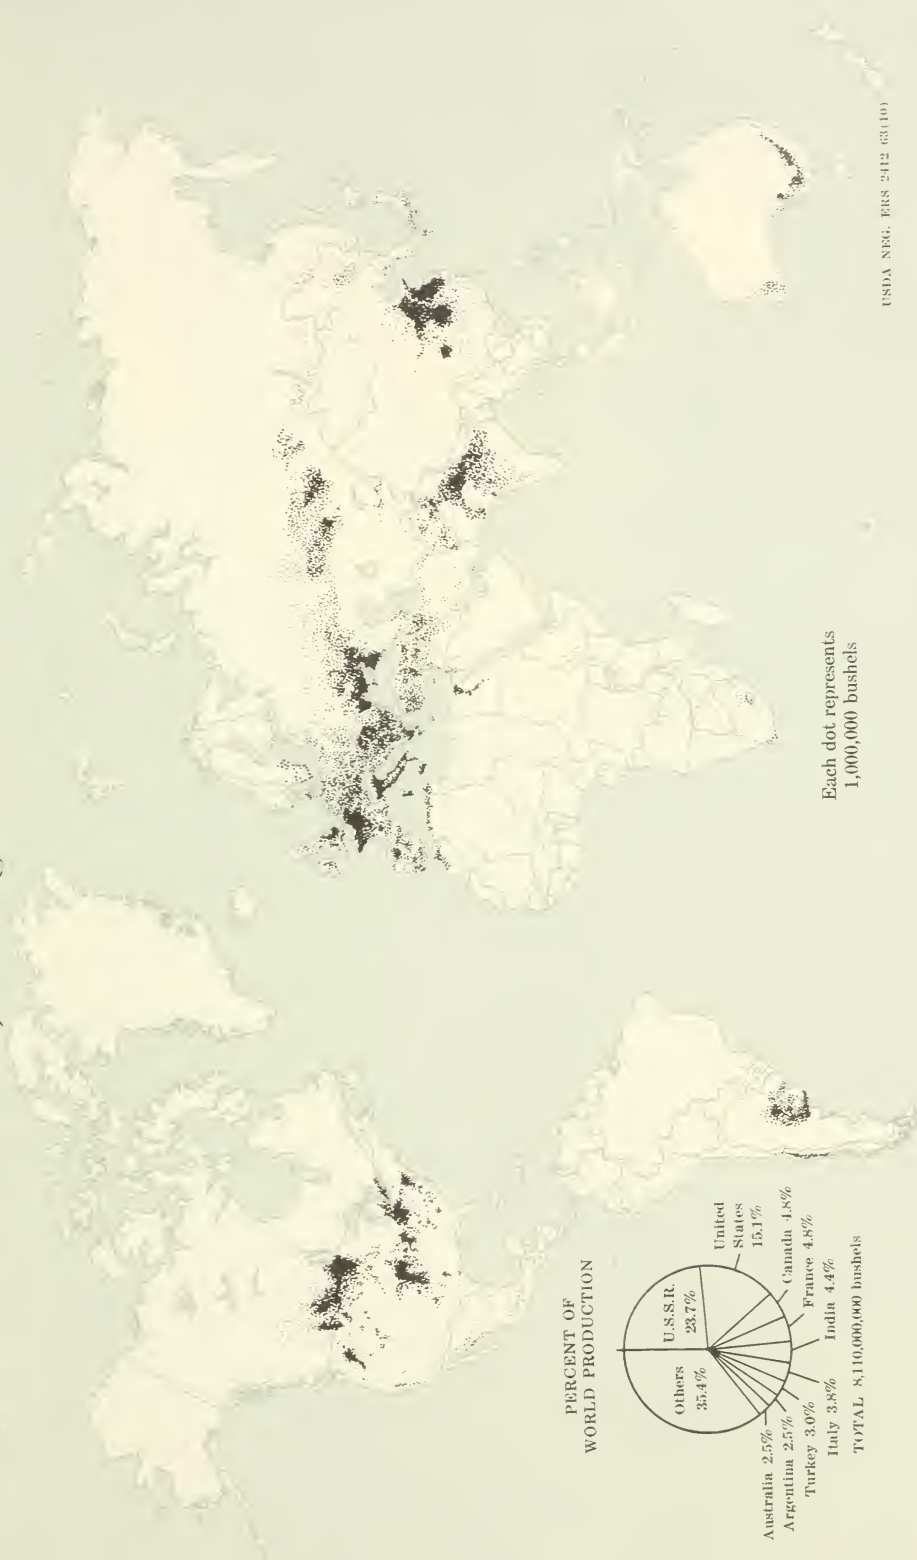 PERCENT OF
WORLD PRODUCTION
Others
35.4%
U.S.S.R.
23.7%
United
States
15.1%
Canada 4.8%
France 4.8%
India 4.4%
Italy 3.8%
Turkey 3.0%
Argentina 2.5%
Australia 2.5%
TOTAL 8,110,000,000 bushels
Each dot represents
1,000,000 bushels
USDA NEG. ERS 2412 63(10)